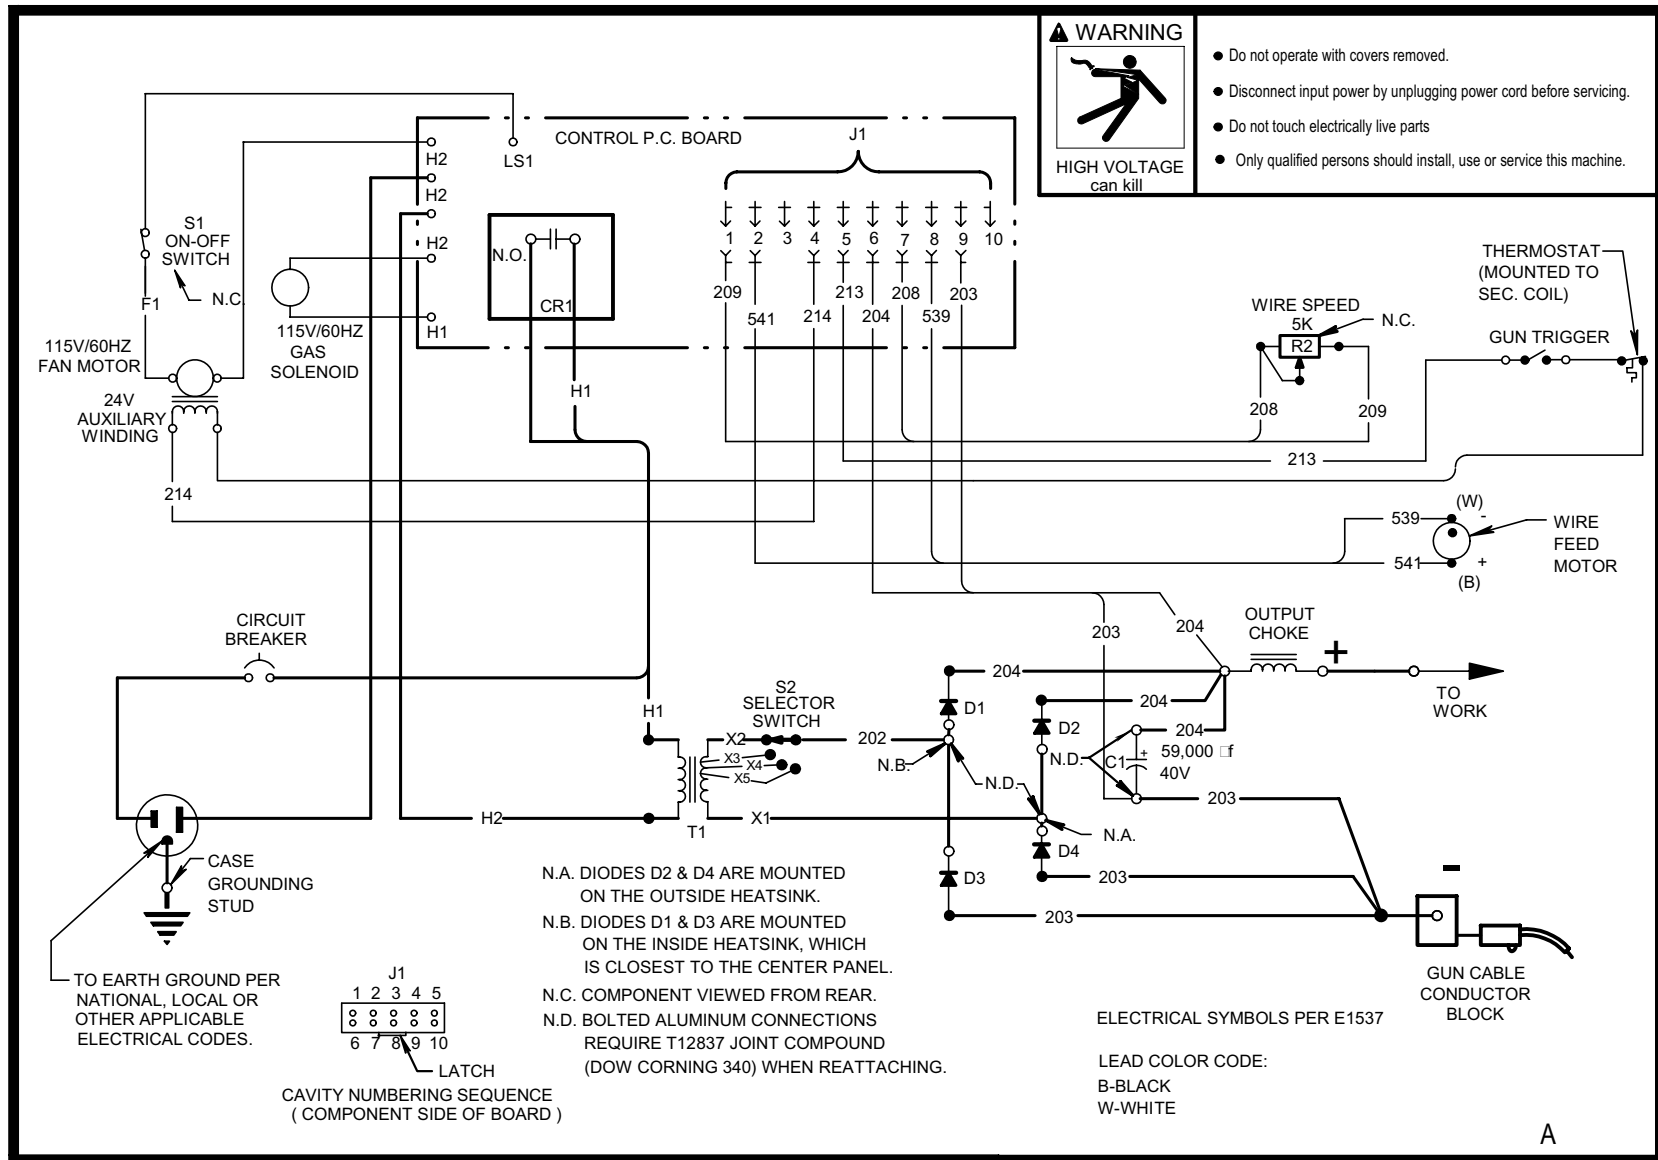 WARNING
HIGH VOLTAGE
can kill
● Do not operate with covers removed.
● Disconnect input power by unplugging power cord before servicing.
● Do not touch electrically live parts
● Only qualified persons should install, use or service this machine.
CONTROL P.C. BOARD
J1
H2
LS1
H2
H2
H1
S1
ON-OFF
SWITCH
N.C.
F1
N.O.
CR1
1 2 3 4 5 6 7 8 9 10
209
541
214
213
204
208
539
203
115V/60HZ
GAS
SOLENOID
115V/60HZ
FAN MOTOR
24V
AUXILIARY
WINDING
214
H1
WIRE SPEED
5K
R2
N.C.
208
209
THERMOSTAT
(MOUNTED TO
SEC. COIL)
GUN TRIGGER
213
539
541
(W)
-
+
(B)
WIRE
FEED
MOTOR
CIRCUIT
BREAKER
H1
S2
SELECTOR
SWITCH
X2
X3
X4
X5
202
H2
T1
X1
N.B.
D1
204
D2
204
N.D.
N.D.
C1
+
204
59,000 □f
40V
203
203
204
OUTPUT
CHOKE
+
TO
WORK
N.A.
D4
203
D3
203
-
GUN CABLE
CONDUCTOR
BLOCK
CASE
GROUNDING
STUD
TO EARTH GROUND PER
NATIONAL, LOCAL OR
OTHER APPLICABLE
ELECTRICAL CODES.
J1
1 2 3 4 5
6 7 8 9 10
LATCH
CAVITY NUMBERING SEQUENCE
( COMPONENT SIDE OF BOARD )
N.A. DIODES D2 & D4 ARE MOUNTED
ON THE OUTSIDE HEATSINK.
N.B. DIODES D1 & D3 ARE MOUNTED
ON THE INSIDE HEATSINK, WHICH
IS CLOSEST TO THE CENTER PANEL.
N.C. COMPONENT VIEWED FROM REAR.
N.D. BOLTED ALUMINUM CONNECTIONS
REQUIRE T12837 JOINT COMPOUND
(DOW CORNING 340) WHEN REATTACHING.
ELECTRICAL SYMBOLS PER E1537
LEAD COLOR CODE:
B-BLACK
W-WHITE
A